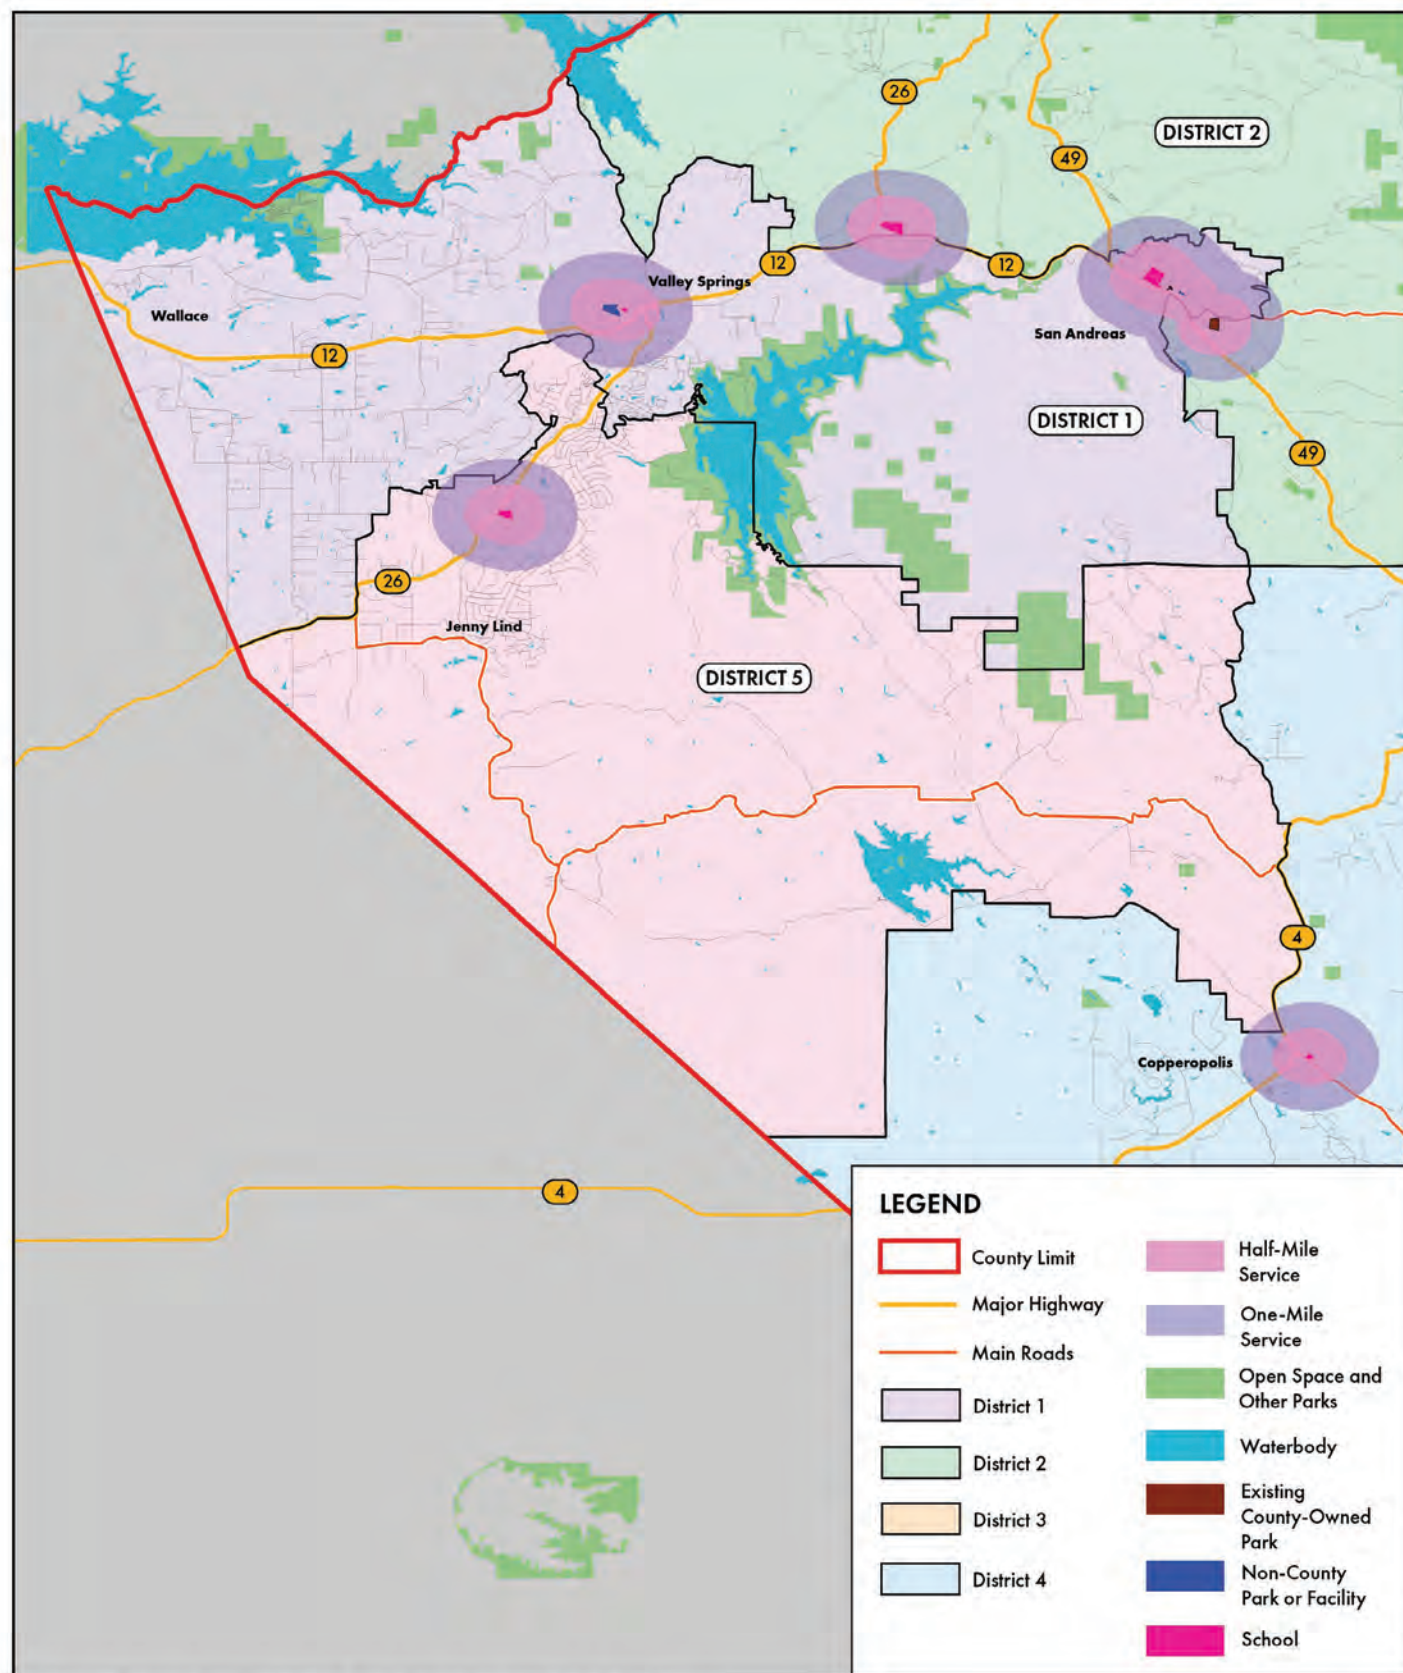 26
DISTRICT 2
49
12
12
Valley Springs
Wallace
San Andreas
12
DISTRICT 1
49
26
Jenny Lind
DISTRICT 5
4
Copperopolis
4
LEGEND
County Limit
Major Highway
Main Roads
District 1
District 2
District 3
District 4
Half-Mile
Service
One-Mile
Service
Open Space and
Other Parks
Waterbody
Existing
County-Owned
Park
Non-County
Park or Facility
School